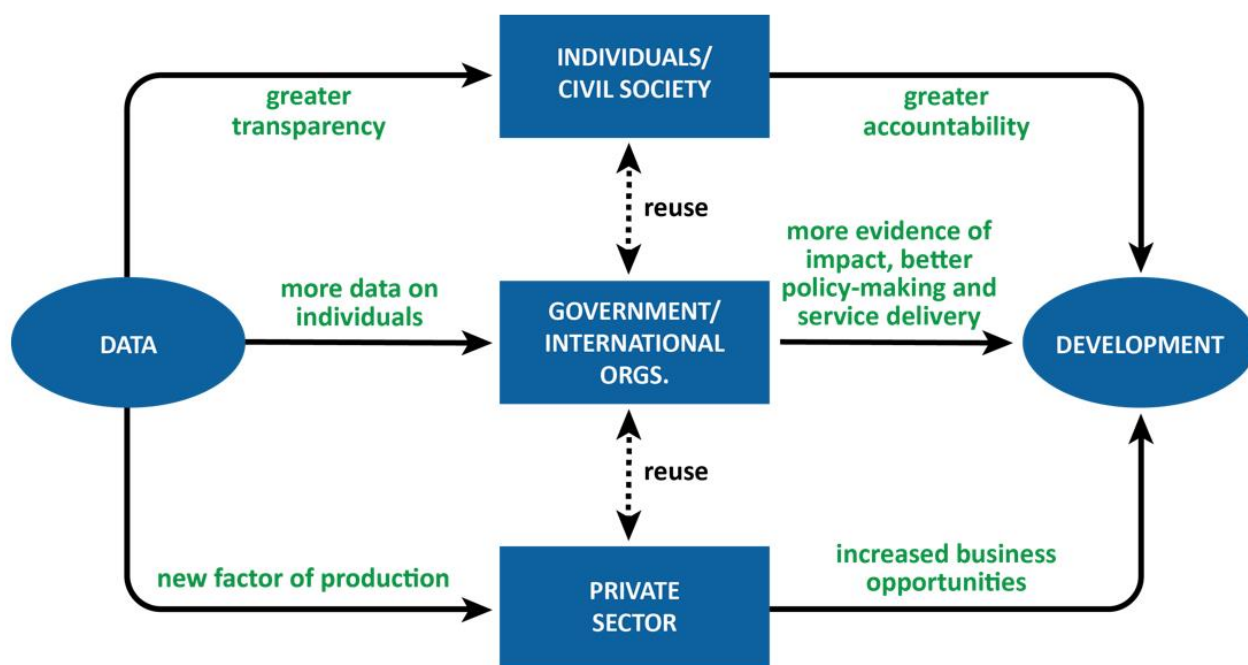 INDIVIDUALS/
CIVIL SOCIETY
greater
transparency
greater
accountability
reuse
more data on
individuals
more evidence of
impact, better
policy-making and
service delivery
DATA
GOVERNMENT/
INTERNATIONAL
ORGS.
DEVELOPMENT
reuse
new factor of production
PRIVATE
SECTOR
increased business
opportunities